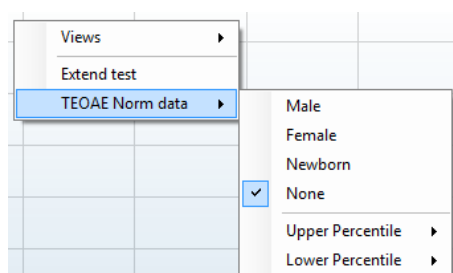 Views
Extend test
TEOAE Norm data
Male
Female
Newborn
None
Upper Percentile
Lower Percentile